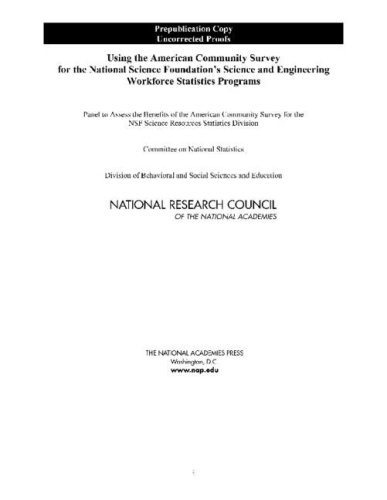 Prepublication Copy
Uncorrected Proofs
Using the American Community Survey
for the National Science Foundation's Science and Engineering
Workforce Statistics Programs
Panel to Assess the Benefits of the American Community Survey for the
NSF Science Resources Statistics Division
Committee on National Statistics
Division of Behavioral and Social Sciences and Education
NATIONAL RESEARCH COUNCIL
OF THE NATIONAL ACADEMIES
THE NATIONAL ACADEMIES PRESS
Washington, D.C.
www.nap.edu
i